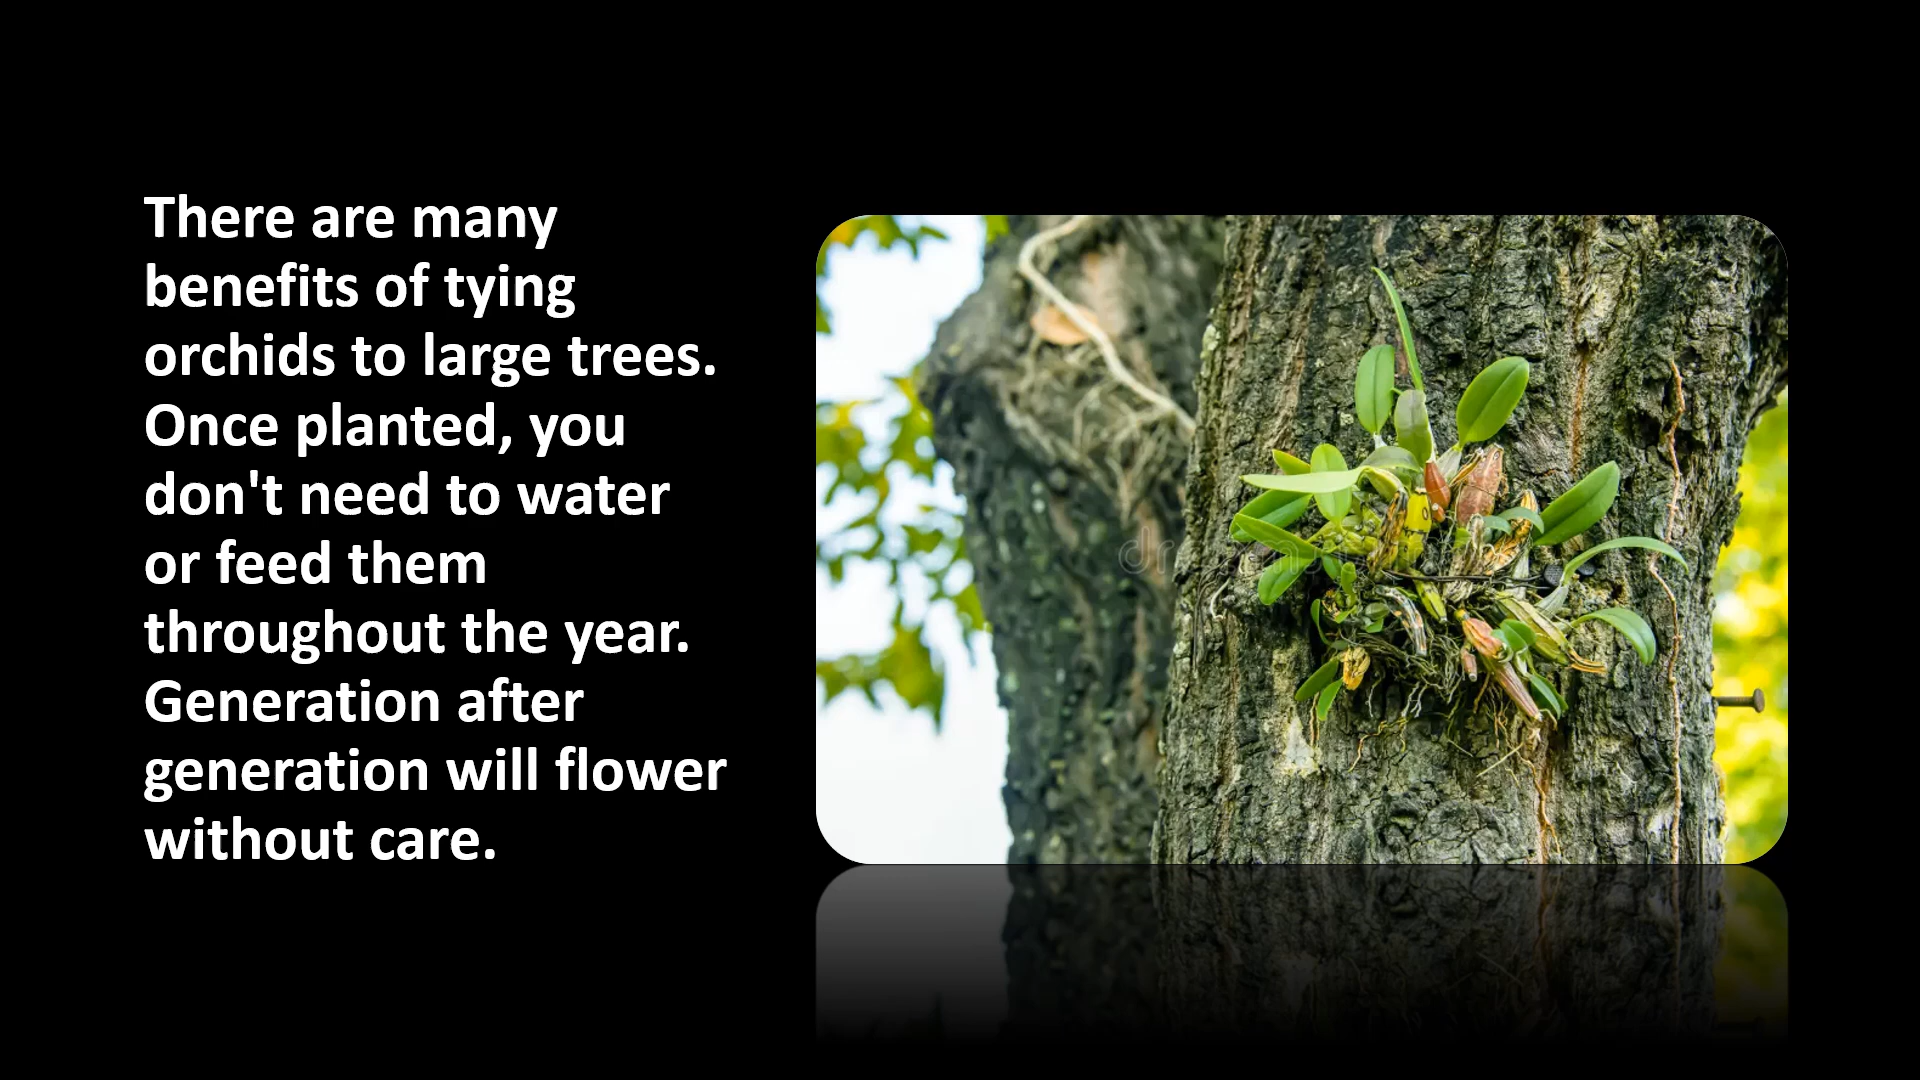 There are many
benefits of tying
orchids to large trees.
Once planted, you
don't need to water
or feed them
throughout the year.
Generation after
generation will flower
without care.